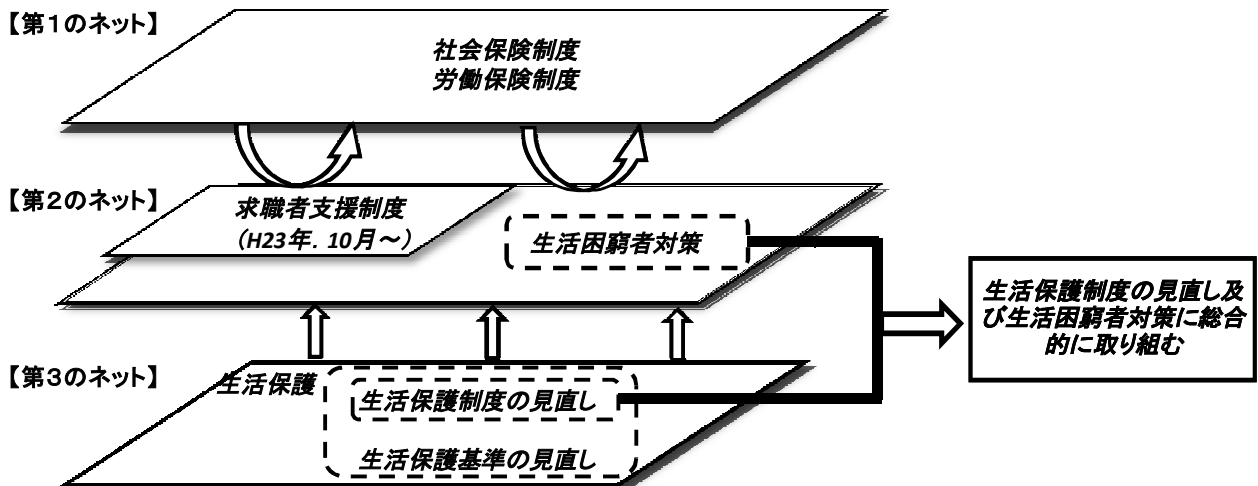 【第1のネット】
社会保険制度
労働保険制度
【第2のネット】
求職者支援制度
（H23年．10月～）
生活困窮者対策
生活保護制度の見直し及
び生活困窮者対策に総合
的に取り組む
【第3のネット】
生活保護
生活保護制度の見直し
生活保護基準の見直し